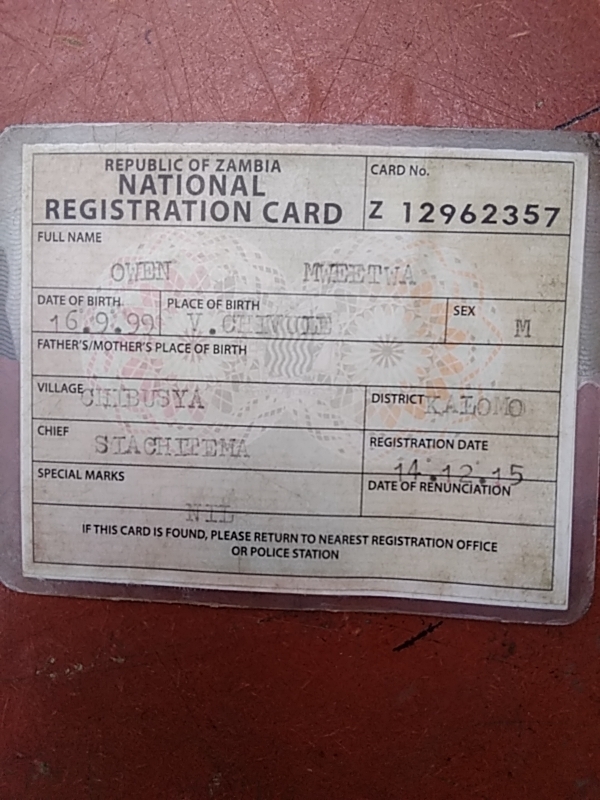 REPUBLIC OF ZAMBIA
NATIONAL
REGISTRATION CARD
CARD No.
Z 12962357
FULL NAME
OWEN MWEETWA
DATE OF BIRTH
16.9.99
PLACE OF BIRTH
V.
SEX
M
FATHER'S/MOTHER'S PLACE OF BIRTH
VILLAGE CHIBUSYA
DISTRICT KALOMO
CHIEF SIACHITEMA
REGISTRATION DATE
14.12.15
SPECIAL MARKS
NIL
DATE OF RENUNCIATION
IF THIS CARD IS FOUND, PLEASE RETURN TO NEAREST REGISTRATION OFFICE
OR POLICE STATION